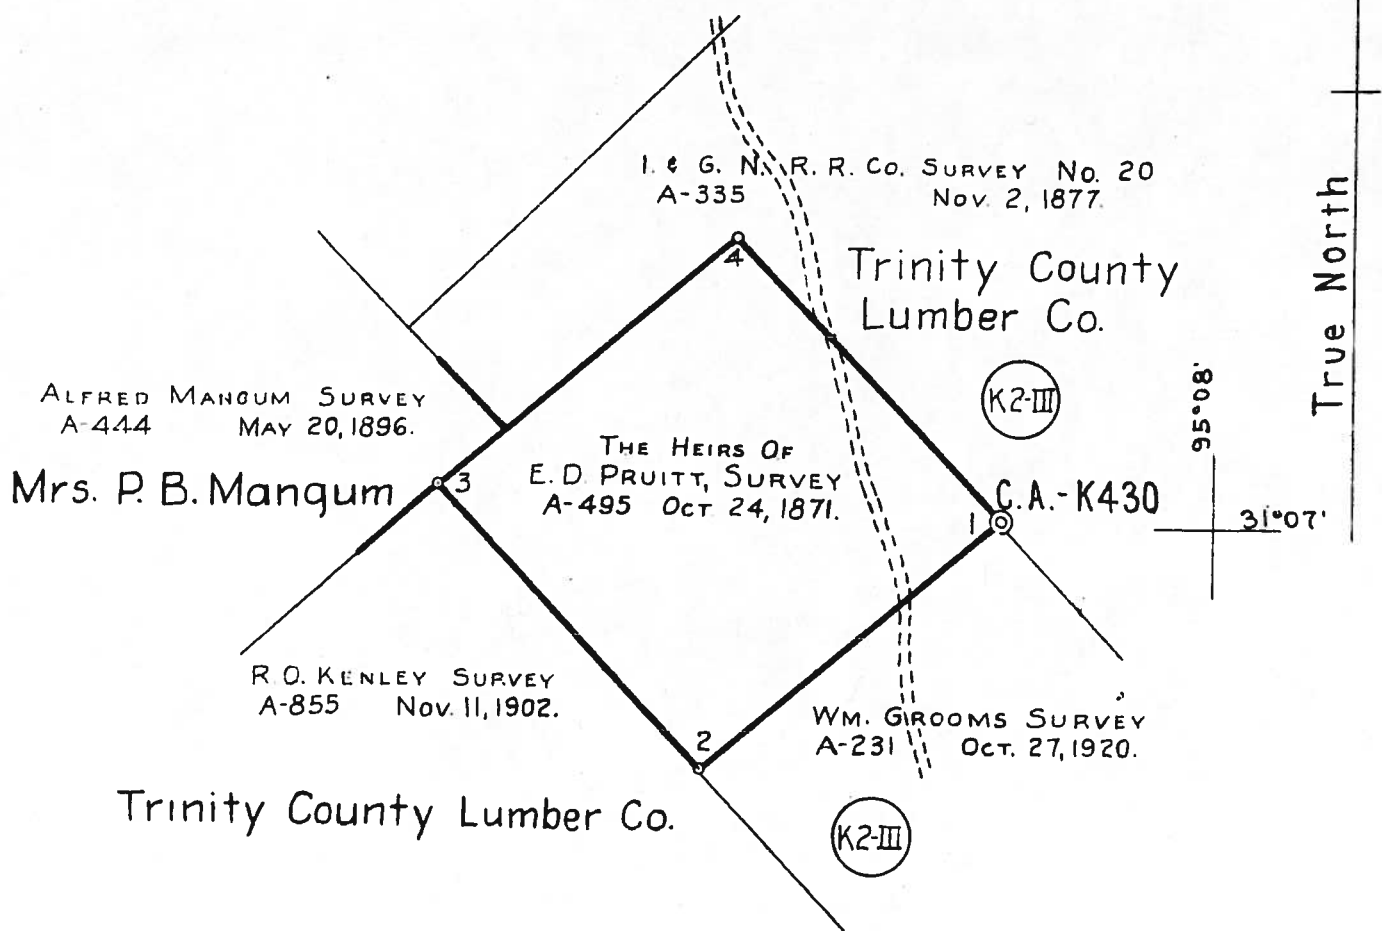 I. & G. N. R. R. Co. SURVEY No. 20
A-335 Nov. 2, 1877.
4
Trinity County
Lumber Co.
True North
K2-III
95°08'
ALFRED MANGUM SURVEY
A-444 MAY 20, 1896.
THE HEIRS OF
E. D. PRUITT, SURVEY
A-495 OCT 24, 1871.
Mrs. P. B. Mangum
3
C.A.-K430
1
31°07'
R. O. KENLEY SURVEY
A-855 Nov. 11, 1902.
WM. GROOMS SURVEY
A-231 OCT. 27, 1920.
2
Trinity County Lumber Co.
K2-III